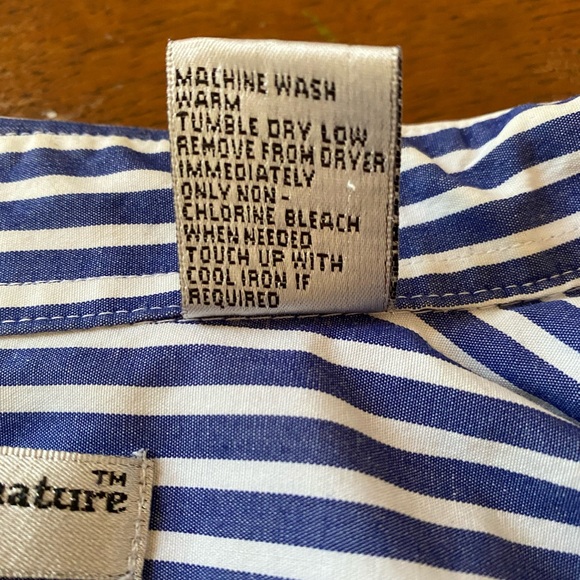 MACHINE WASH
WARM
TUMBLE DRY LOW
REMOVE FROM DRYER
IMMEDIATELY
ONLY NON-
CHLORINE BLEACH
WHEN NEEDED
TOUCH UP WITH
COOL IRON IF
REQUIRED
nature™